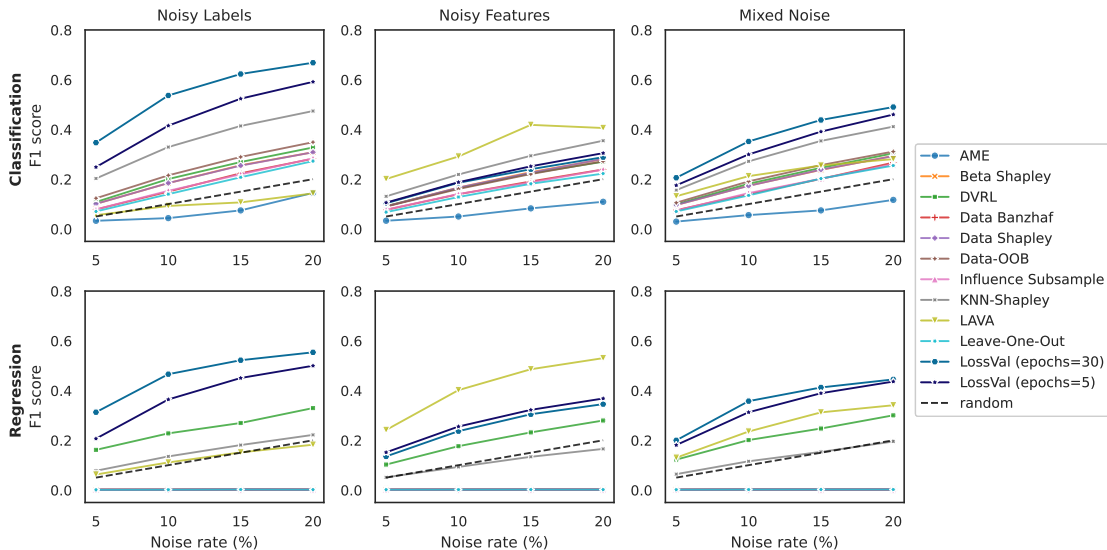 Noisy Labels
Noisy Features
Mixed Noise
Classification
F1 score
0.8
0.6
0.4
0.2
0.0
5 10 15 20
0.8
0.6
0.4
0.2
0.0
5 10 15 20
0.8
0.6
0.4
0.2
0.0
5 10 15 20
Regression
F1 score
0.8
0.6
0.4
0.2
0.0
5 10 15 20
Noise rate (%)
0.8
0.6
0.4
0.2
0.0
5 10 15 20
Noise rate (%)
0.8
0.6
0.4
0.2
0.0
5 10 15 20
Noise rate (%)
AME
Beta Shapley
DVRL
Data Banzhaf
Data Shapley
Data-OOB
Influence Subsample
KNN-Shapley
LAVA
Leave-One-Out
LossVal (epochs=30)
LossVal (epochs=5)
random